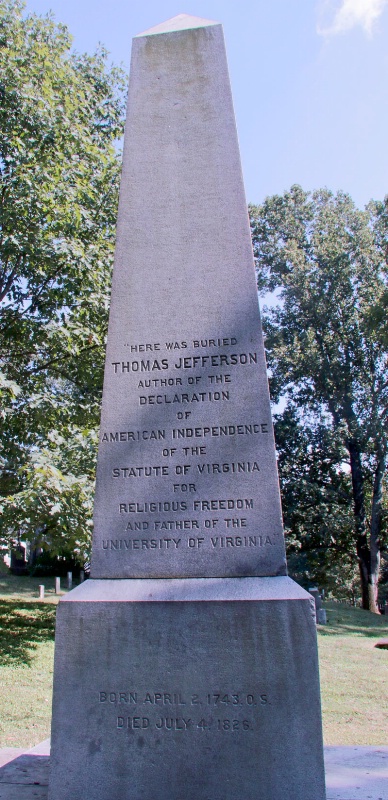 "HERE WAS BURIED
THOMAS JEFFERSON
AUTHOR OF THE
DECLARATION
OF
AMERICAN INDEPENDENCE
OF THE
STATUTE OF VIRGINIA
FOR
RELIGIOUS FREEDOM
AND FATHER OF THE
UNIVERSITY OF VIRGINIA.
BORN APRIL 2. 1743. O.S.
DIED JULY 4. 1826.